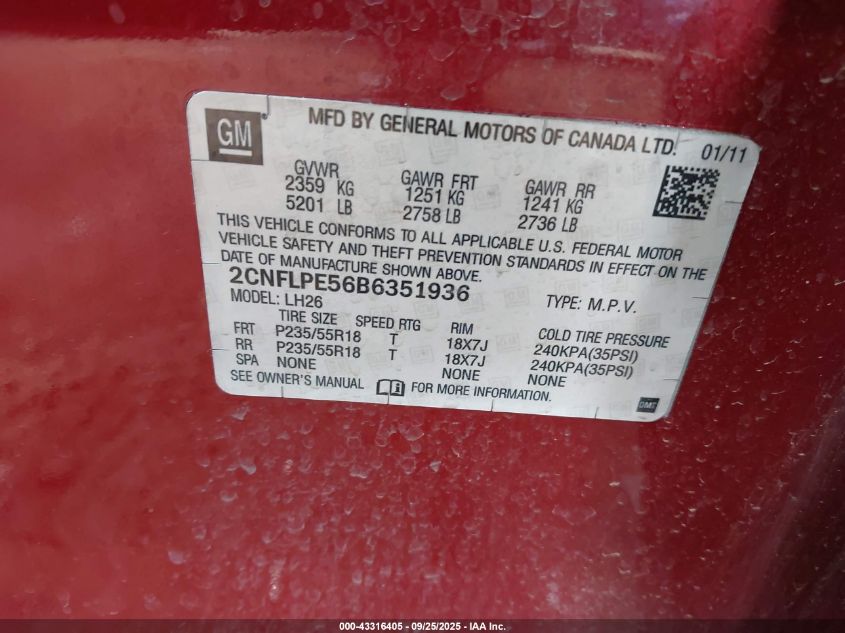 GM
MFD BY GENERAL MOTORS OF CANADA LTD. 01/11
GVWR GAWR FRT GAWR RR
2359 KG 1251 KG 1241 KG
5201 LB 2758 LB 2736 LB
THIS VEHICLE CONFORMS TO ALL APPLICABLE U.S. FEDERAL MOTOR
VEHICLE SAFETY AND THEFT PREVENTION STANDARDS IN EFFECT ON THE
DATE OF MANUFACTURE SHOWN ABOVE.
2CNFLPE56B6351936
MODEL: LH26 TYPE: M.P.V.
TIRE SIZE SPEED RTG RIM COLD TIRE PRESSURE
FRT P235/55R18 T 18X7J 240KPA(35PSI)
RR P235/55R18 T 18X7J 240KPA(35PSI)
SPA NONE NONE NONE
SEE OWNER'S MANUAL FOR MORE INFORMATION.
000-43316405 - 09/25/2025 - IAA Inc.